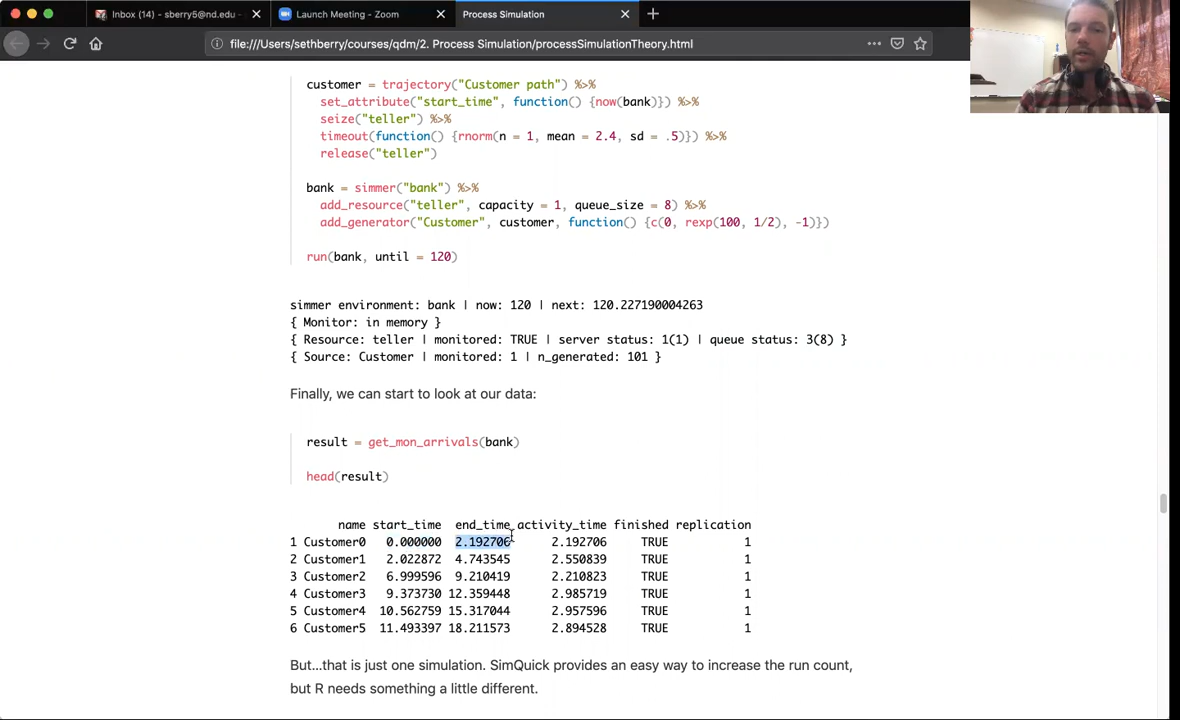 Inbox (14) - sberry5@nd.edu -
Launch Meeting - Zoom
Process Simulation
file:///Users/sethberry/courses/qdm/2. Process Simulation/processSimulationTheory.html
customer = trajectory("Customer path") %>%
set_attribute("start_time", function() {now(bank)}) %>%
seize("teller") %>%
timeout(function() {rnorm(n = 1, mean = 2.4, sd = .5)}) %>%
release("teller")
bank = simmer("bank") %>%
add_resource("teller", capacity = 1, queue_size = 8) %>%
add_generator("Customer", customer, function() {c(0, rexp(100, 1/2), -1)})
run(bank, until = 120)
simmer environment: bank | now: 120 | next: 120.227190004263
{ Monitor: in memory }
{ Resource: teller | monitored: TRUE | server status: 1(1) | queue status: 3(8) }
{ Source: Customer | monitored: 1 | n_generated: 101 }
Finally, we can start to look at our data:
result = get_mon_arrivals(bank)
head(result)
name start_time end_time activity_time finished replication
1 Customer0 0.000000 2.192706 2.192706 TRUE 1
2 Customer1 2.022872 4.743545 2.550839 TRUE 1
3 Customer2 6.999596 9.210419 2.210823 TRUE 1
4 Customer3 9.373730 12.359448 2.985719 TRUE 1
5 Customer4 10.562759 15.317044 2.957596 TRUE 1
6 Customer5 11.493397 18.211573 2.894528 TRUE 1
But...that is just one simulation. SimQuick provides an easy way to increase the run count,
but R needs something a little different.